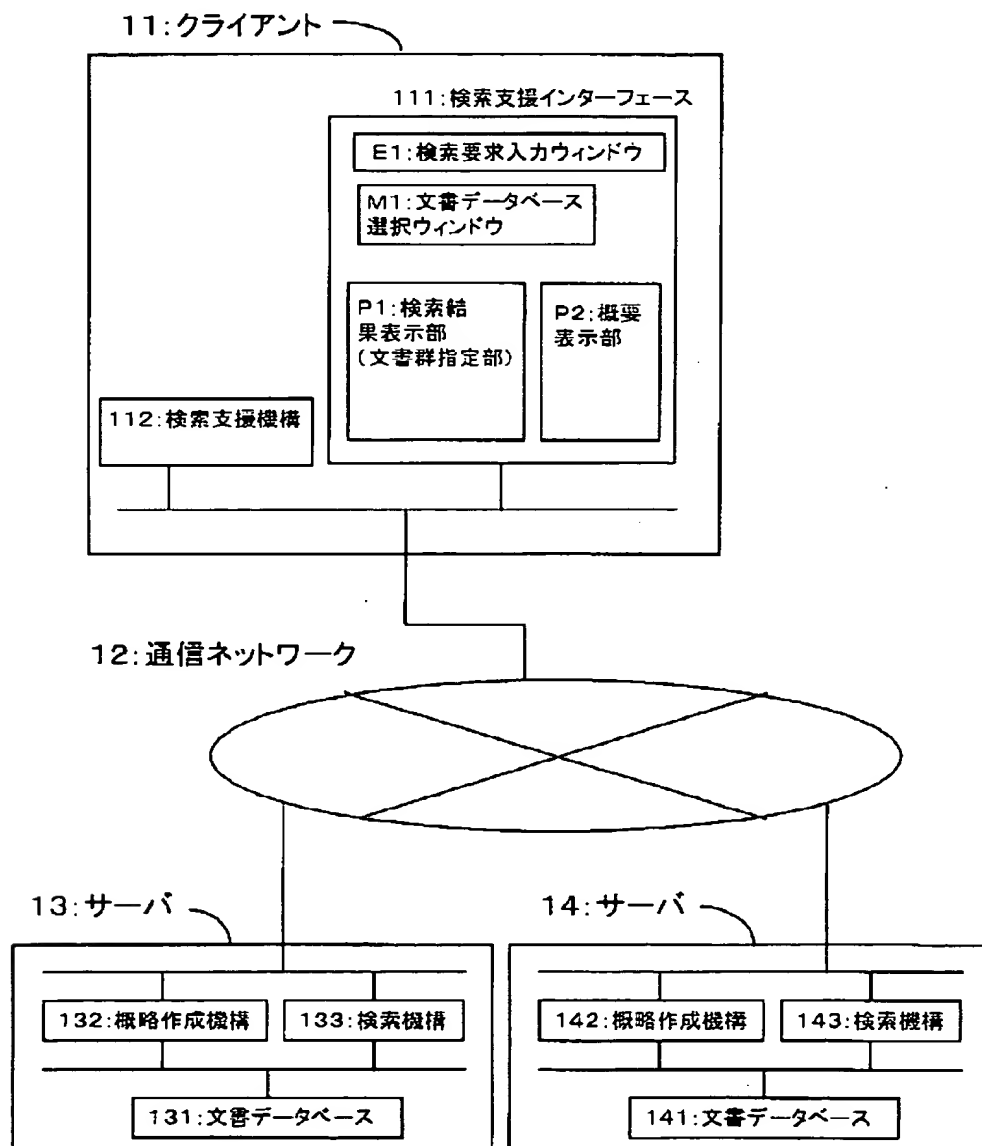 11:クライアント
111:検索支援インターフェース
E1:検索要求入力ウィンドウ
M1:文書データベース
選択ウィンドウ
P1:検索結
果表示部
(文書群指定部)
P2:概要
表示部
112:検索支援機構
12:通信ネットワーク
13:サーバ
132:概略作成機構
133:検索機構
131:文書データベース
14:サーバ
142:概略作成機構
143:検索機構
141:文書データベース